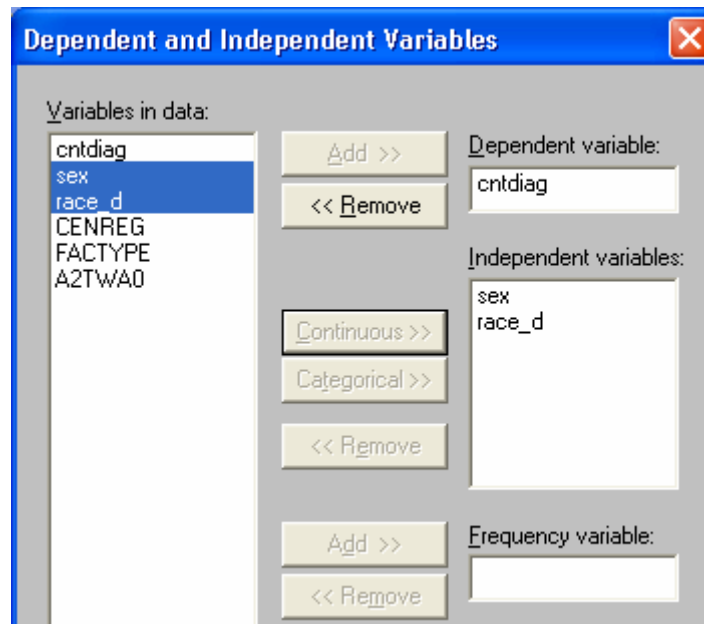 Dependent and Independent Variables
Variables in data:
cntdiag
sex
race_d
CENREG
FACTYPE
A2TWA0
Add >>
<< Remove
Continuous >>
Categorical >>
<< Remove
Add >>
<< Remove
Dependent variable:
cntdiag
Independent variables:
sex
race_d
Frequency variable: